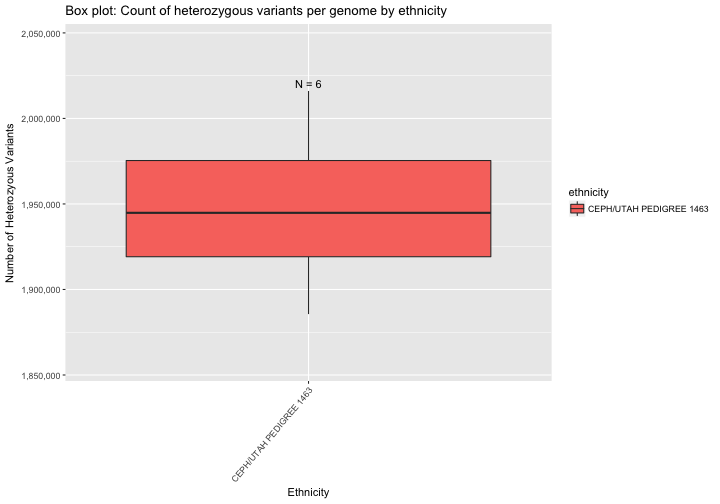 Box plot: Count of heterozygous variants per genome by ethnicity
2,050,000
2,000,000
1,950,000
1,900,000
1,850,000
Number of Heterozyous Variants
N = 6
CEPH/UTAH PEDIGREE 1463
Ethnicity
ethnicity
CEPH/UTAH PEDIGREE 1463